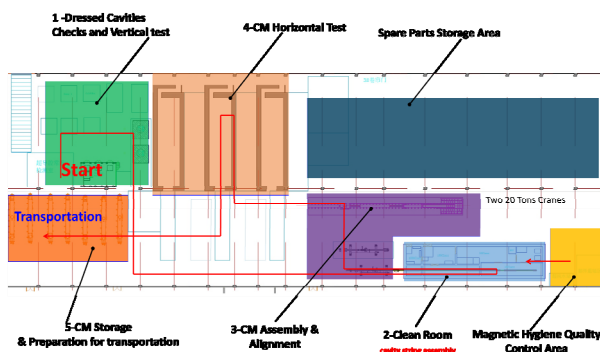 1 -Dressed Cavities
Checks and Vertical test
4-CM Horizontal Test
Spare Parts Storage Area
Start
Transportation
Two 20 Tons Cranes
5-CM Storage
& Preparation for transportation
3-CM Assembly &
Alignment
2-Clean Room
cavity string assembly
Magnetic Hygiene Quality
Control Area